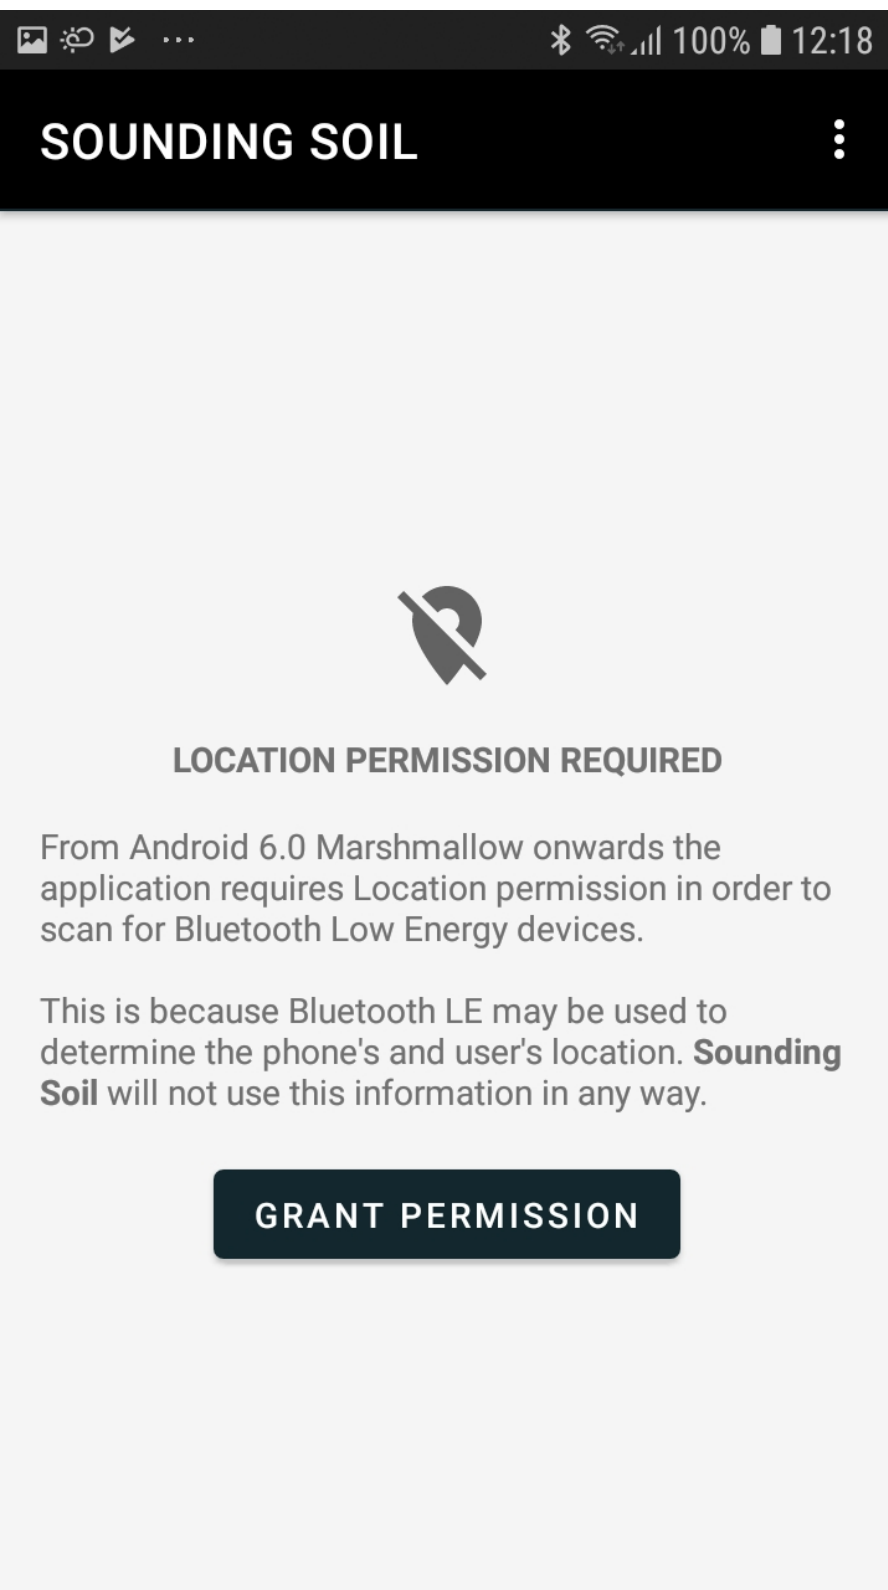 100% 12:18
SOUNDING SOIL
LOCATION PERMISSION REQUIRED
From Android 6.0 Marshmallow onwards the
application requires Location permission in order to
scan for Bluetooth Low Energy devices.
This is because Bluetooth LE may be used to
determine the phone's and user's location. Sounding
Soil will not use this information in any way.
GRANT PERMISSION